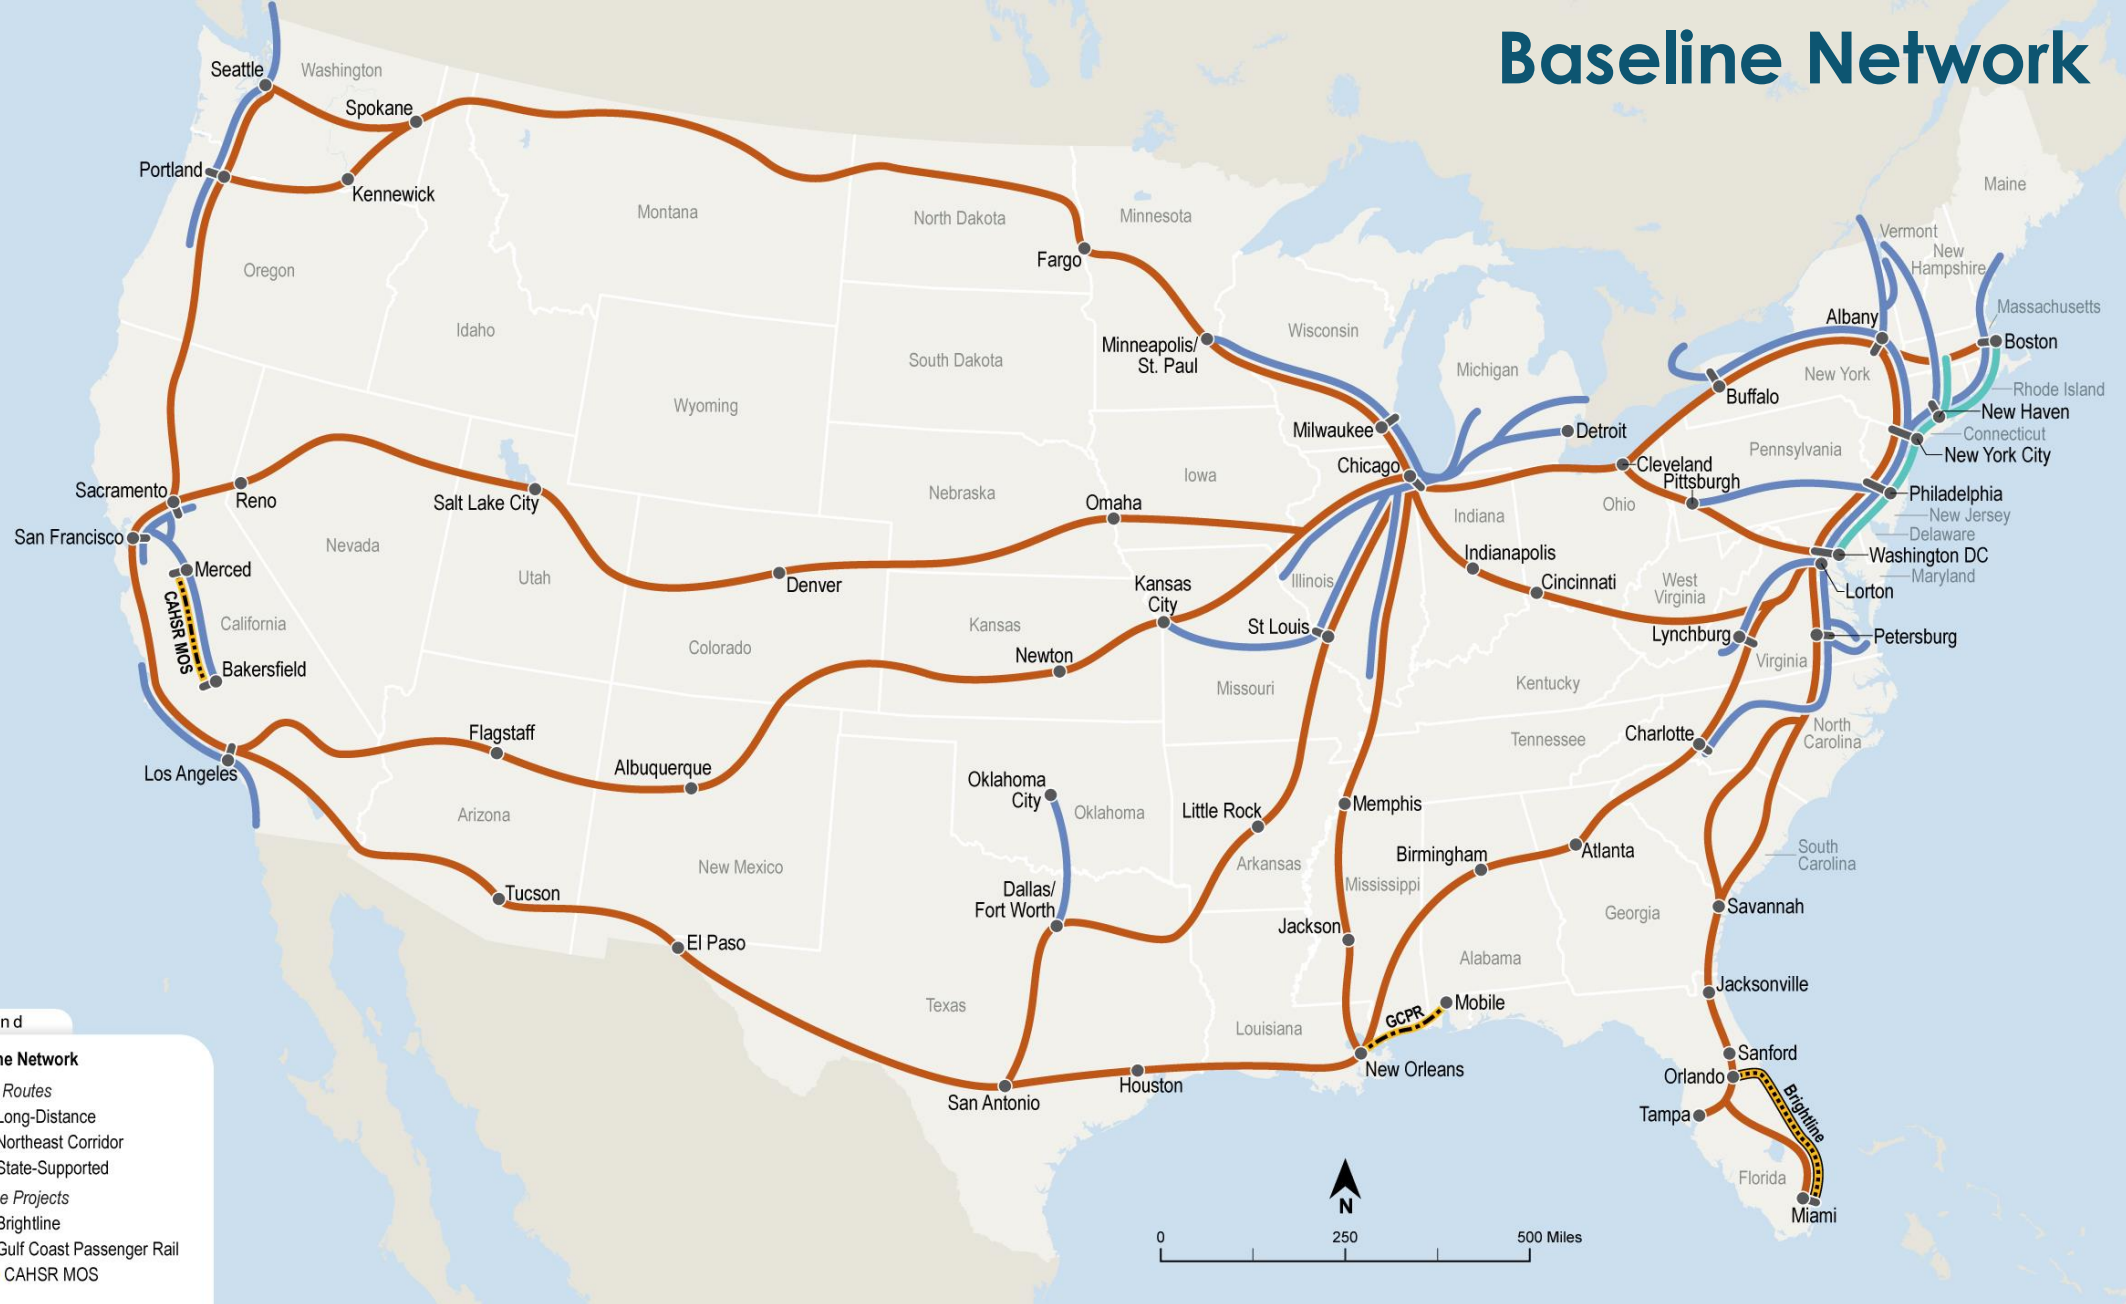 Baseline Network
Seattle
Washington
Spokane
Portland
Kennewick
Montana
North Dakota
Minnesota
Maine
Vermont
New
Hampshire
Oregon
Fargo
Idaho
South Dakota
Minneapolis/
St. Paul
Wisconsin
Michigan
Albany
Massachusetts
Boston
New York
Buffalo
Rhode Island
New Haven
Connecticut
New York City
Wyoming
Milwaukee
Detroit
Chicago
Cleveland
Pittsburgh
Pennsylvania
Philadelphia
New Jersey
Delaware
Washington DC
Maryland
Lorton
Sacramento
Reno
Salt Lake City
Nebraska
Iowa
Omaha
Indiana
Ohio
San Francisco
Nevada
Merced
Utah
Denver
Kansas
City
Illinois
Indianapolis
Cincinnati
West
Virginia
CAHSR MOS
California
Colorado
Kansas
St Louis
Lynchburg
Petersburg
Virginia
Bakersfield
Newton
Missouri
Kentucky
Flagstaff
Los Angeles
Albuquerque
Tennessee
Charlotte
North
Carolina
Arizona
Oklahoma
City
Oklahoma
Little Rock
Memphis
New Mexico
Arkansas
Birmingham
Atlanta
South
Carolina
Tucson
Dallas/
Fort Worth
Mississippi
Georgia
Savannah
El Paso
Jackson
Alabama
Jacksonville
Texas
Louisiana
GCPR
Mobile
New Orleans
Sanford
Orlando
Houston
San Antonio
Tampa
Brightline
Florida
Miami
N
0 250 500 Miles
nd
ne Network
Routes
Long-Distance
Northeast Corridor
State-Supported
e Projects
Brightline
Gulf Coast Passenger Rail
CAHSR MOS